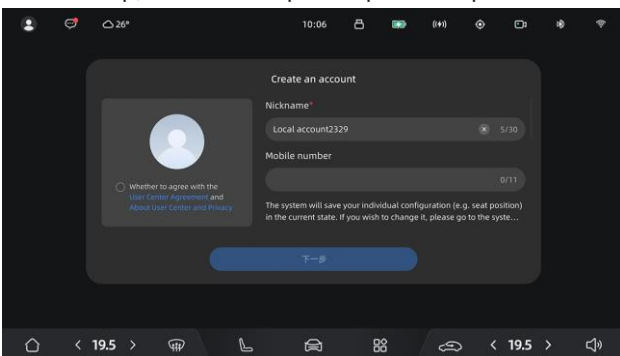 26°
10:06
Create an account
Nickname*
Local account2329
5/30
Mobile number
0/11
Whether to agree with the
User Center Agreement and
About User Center and Privacy
The system will save your individual configuration (e.g. seat position)
in the current state. If you wish to change it, please go to the syste...
下一步
19.5
19.5